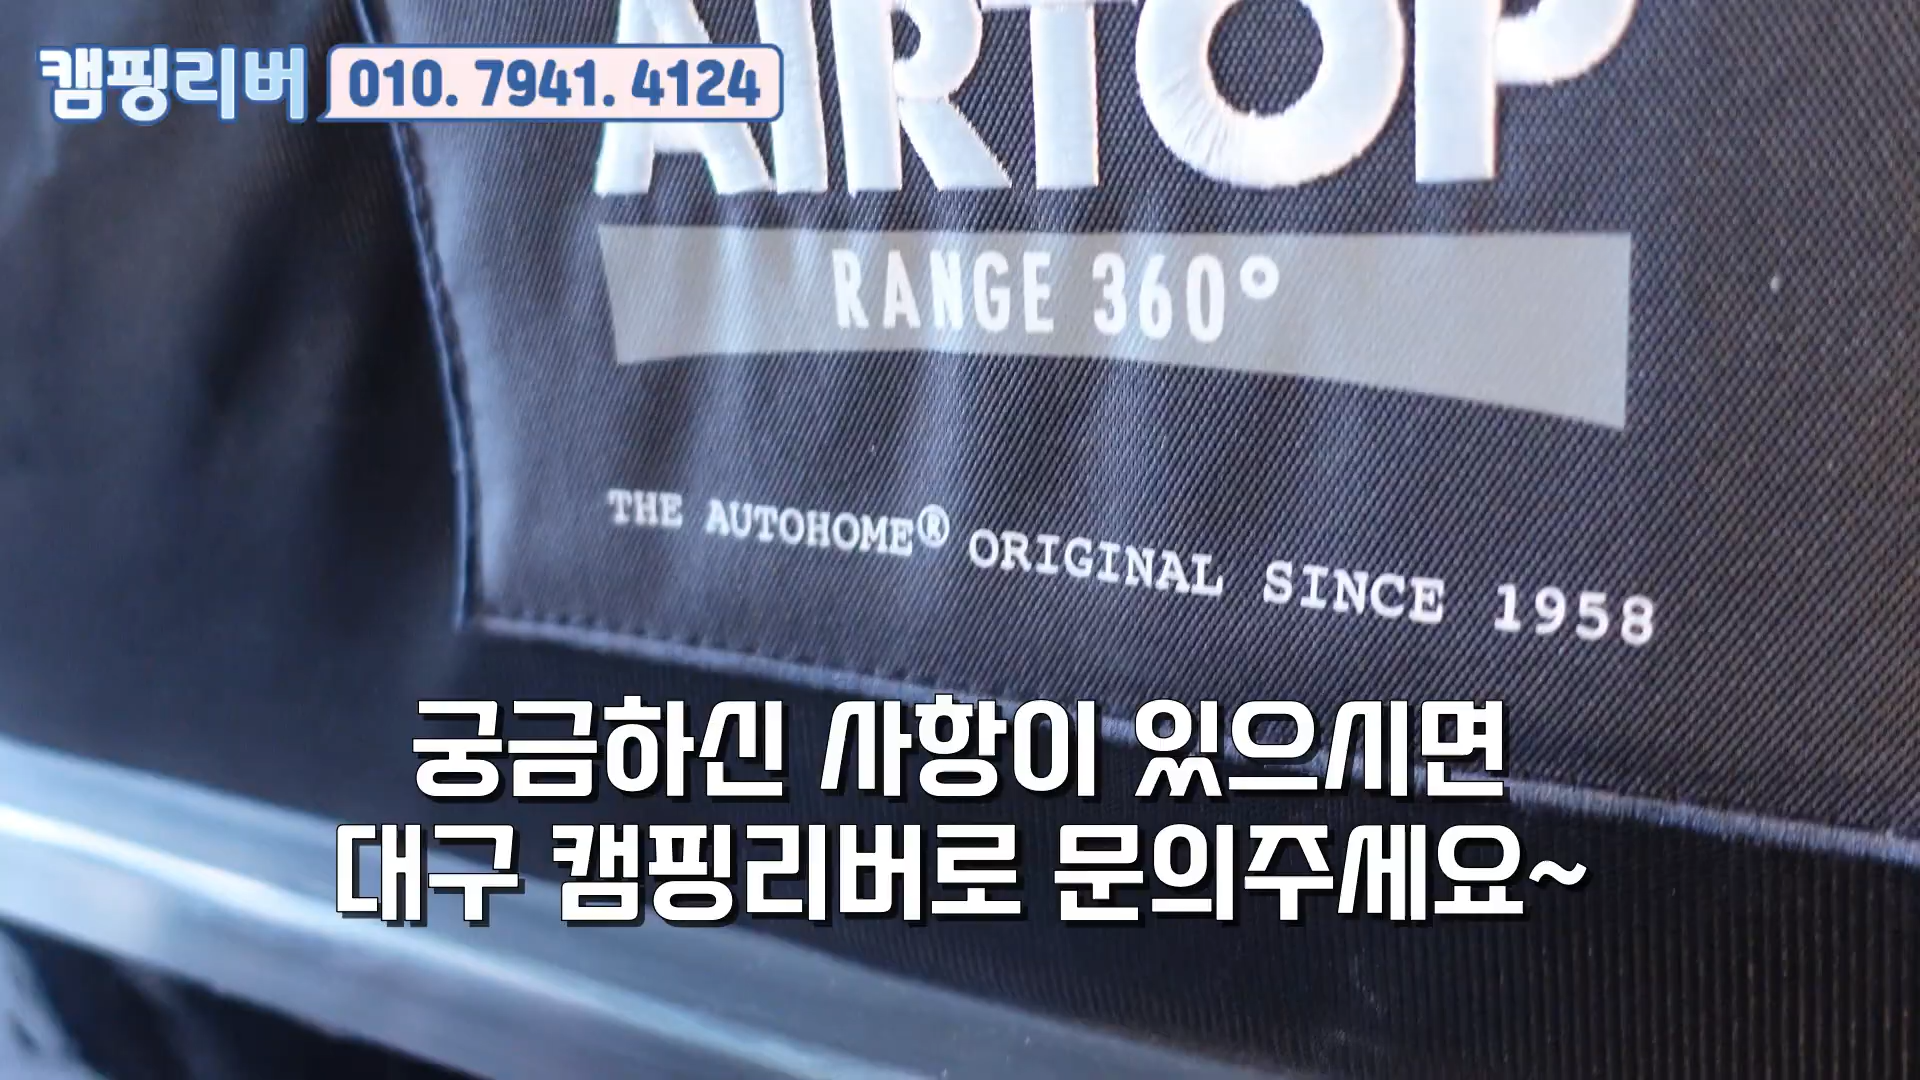 캠핑리버 010. 7941. 4124
AIRTOP
RANGE 360°
THE AUTOHOME® ORIGINAL SINCE 1958
궁금하신 사항이 있으시면
대구 캠핑리버로 문의주세요~